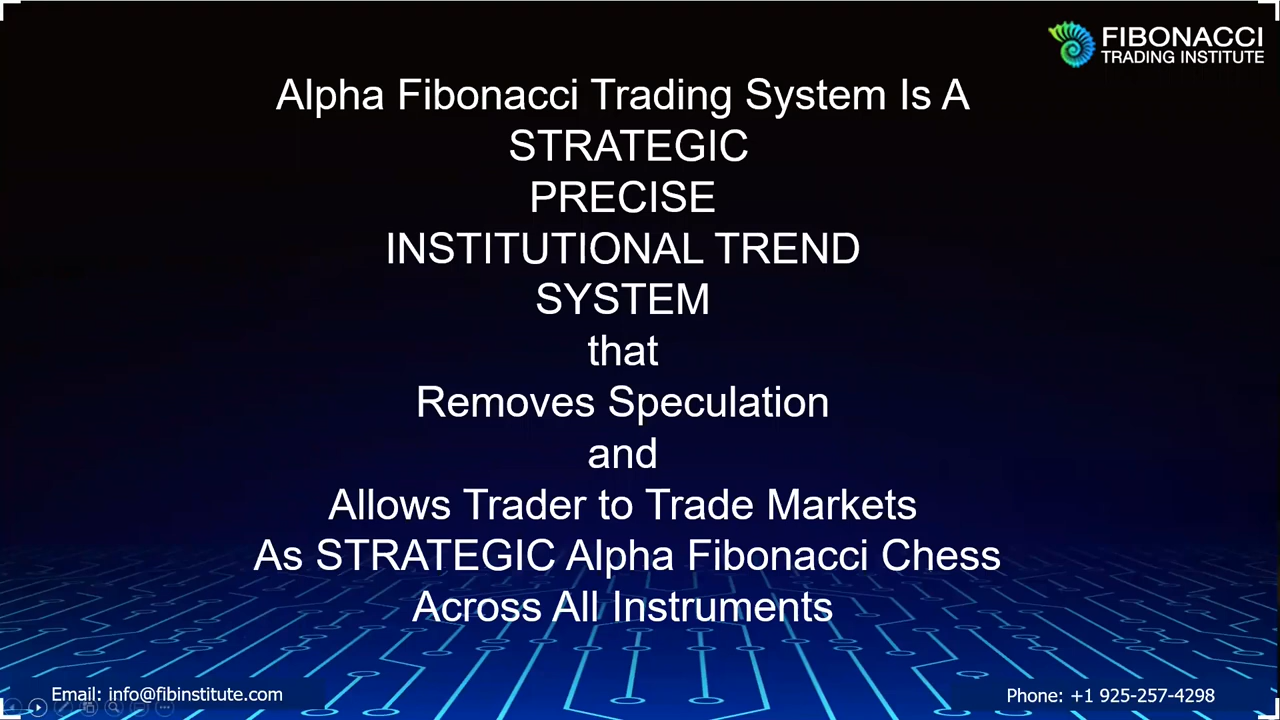 FIBONACCI
TRADING INSTITUTE
Alpha Fibonacci Trading System Is A
STRATEGIC
PRECISE
INSTITUTIONAL TREND
SYSTEM
that
Removes Speculation
and
Allows Trader to Trade Markets
As STRATEGIC Alpha Fibonacci Chess
Across All Instruments
Email: info@fibinstitute.com
Phone: +1 925-257-4298